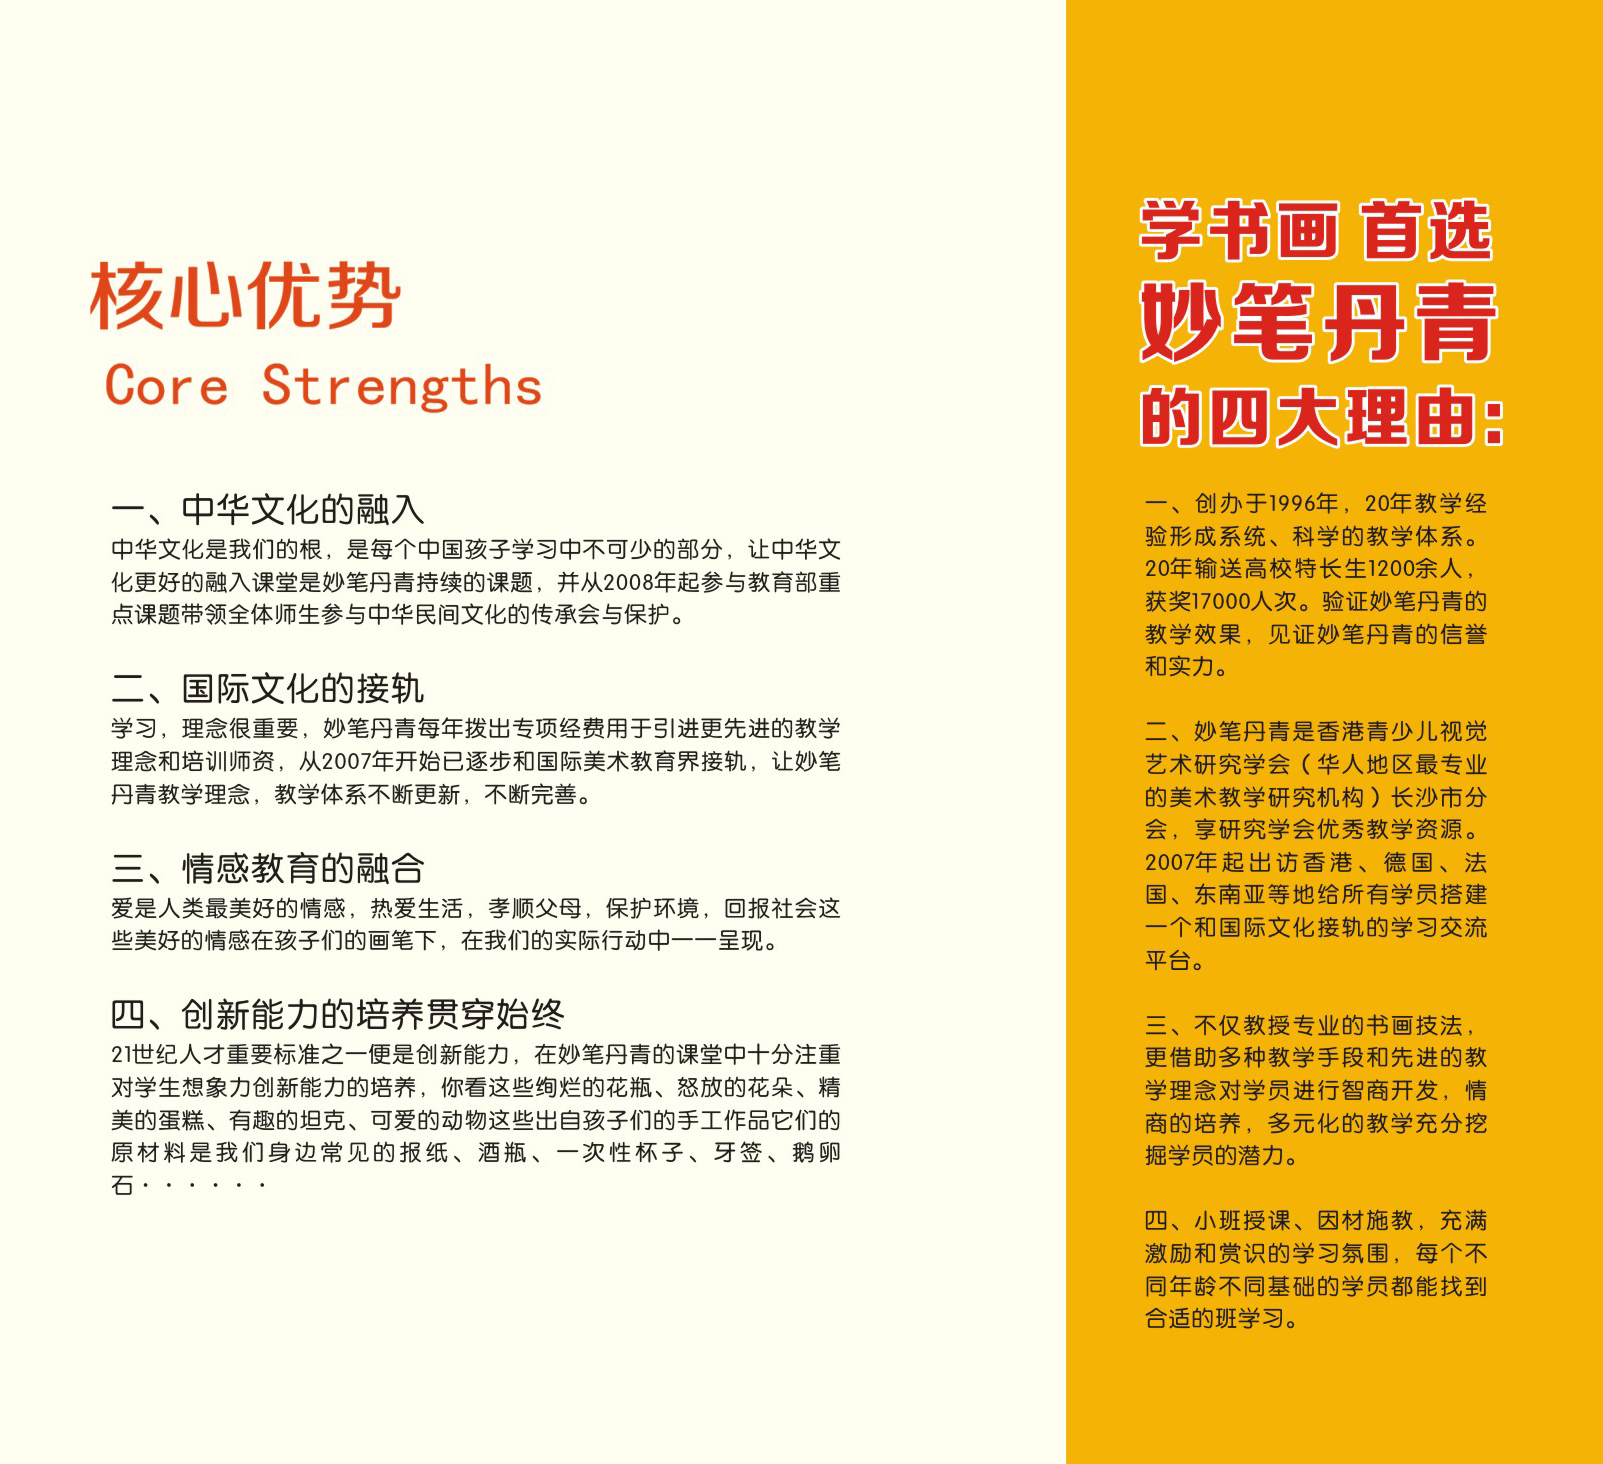 核心优势
Core Strengths
一、中华文化的融入
中华文化是我们的根，是每个中国孩子学习中不可少的部分，让中华文
化更好的融入课堂是妙笔丹青持续的课题，并从2008年起参与教育部重
点课题带领全体师生参与中华民间文化的传承会与保护。
二、国际文化的接轨
学习，理念很重要，妙笔丹青每年拨出专项经费用于引进更先进的教学
理念和培训师资，从2007年开始已逐步和国际美术教育界接轨，让妙笔
丹青教学理念，教学体系不断更新，不断完善。
三、情感教育的融合
爱是人类最美好的情感，热爱生活，孝顺父母，保护环境，回报社会这
些美好的情感在孩子们的画笔下，在我们的实际行动中一一呈现。
四、创新能力的培养贯穿始终
21世纪人才重要标准之一便是创新能力，在妙笔丹青的课堂中十分注重
对学生想象力创新能力的培养，你看这些绚烂的花瓶、怒放的花朵、精
美的蛋糕、有趣的坦克、可爱的动物这些出自孩子们的手工作品它们的
原材料是我们身边常见的报纸、酒瓶、一次性杯子、牙签、鹅卵
石······
学书画 首选
妙笔丹青
的四大理由：
一、创办于1996年，20年教学经
验形成系统、科学的教学体系。
20年输送高校特长生1200余人，
获奖17000人次。验证妙笔丹青的
教学效果，见证妙笔丹青的信誉
和实力。
二、妙笔丹青是香港青少儿视觉
艺术研究学会（华人地区最专业
的美术教学研究机构）长沙市分
会，享研究学会优秀教学资源。
2007年起出访香港、德国、法
国、东南亚等地给所有学员搭建
一个和国际文化接轨的学习交流
平台。
三、不仅教授专业的书画技法，
更借助多种教学手段和先进的教
学理念对学员进行智商开发，情
商的培养，多元化的教学充分挖
掘学员的潜力。
四、小班授课、因材施教，充满
激励和赏识的学习氛围，每个不
同年龄不同基础的学员都能找到
合适的班学习。